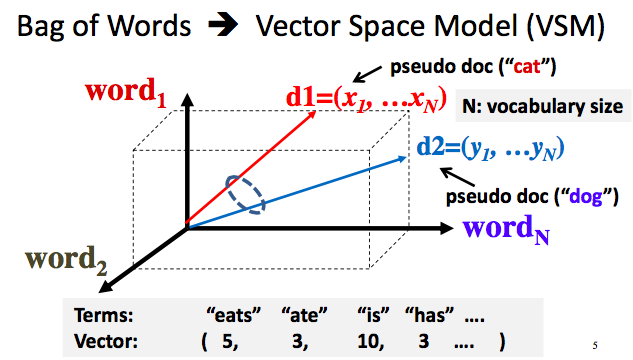 Bag of Words ➔ Vector Space Model (VSM)
pseudo doc (“cat”)
word1
d1=(x1, …xN)
N: vocabulary size
d2=(y1, …yN)
pseudo doc (“dog”)
wordN
word2
Terms: “eats” “ate” “is” “has” ….
Vector: ( 5, 3, 10, 3 …. )
5